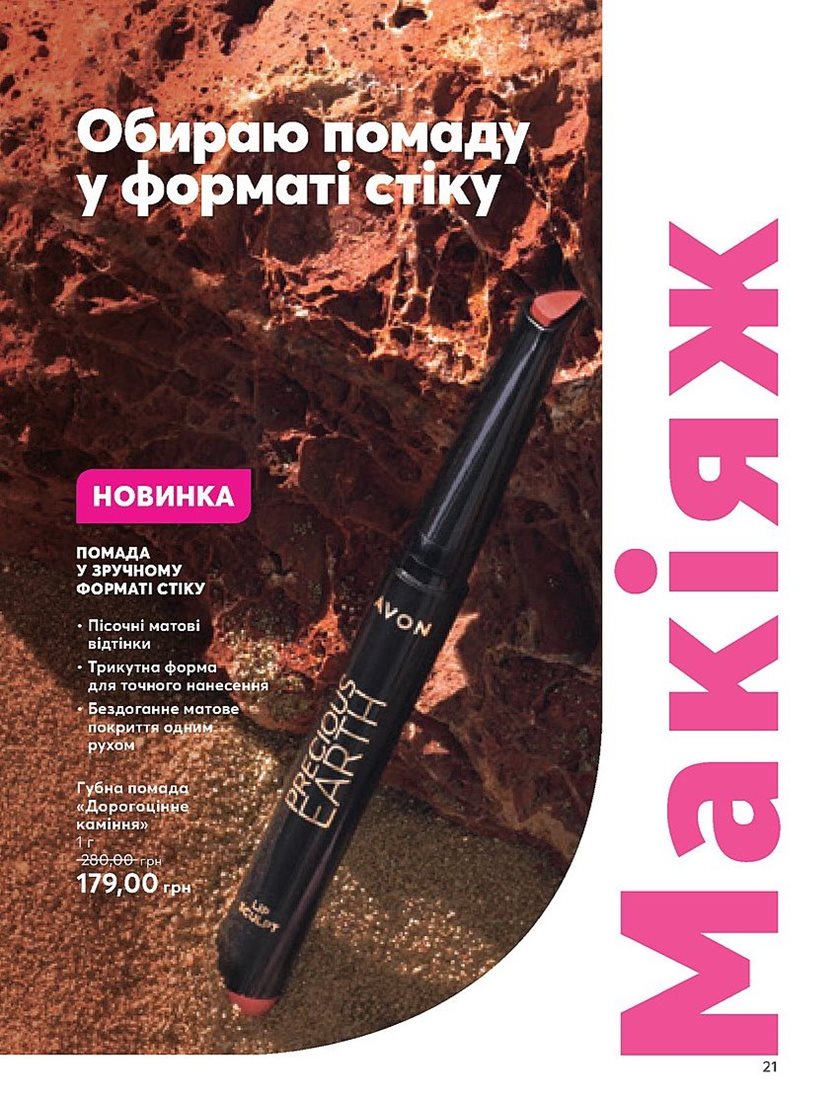 Обираю помаду
у форматі стіку
НОВИНКА
ПОМАДА
У ЗРУЧНОМУ
ФОРМАТІ СТІКУ
• Пісочні матові
відтінки
• Трикутна форма
для точного нанесення
• Бездоганне матове
покриття одним
рухом
Губна помада
«Дорогоцінне
каміння»
1 г
280,00 грн
179,00 грн
AVON
PRECIOUS
EARTH
LIP
SCULPT
Макіяж
21